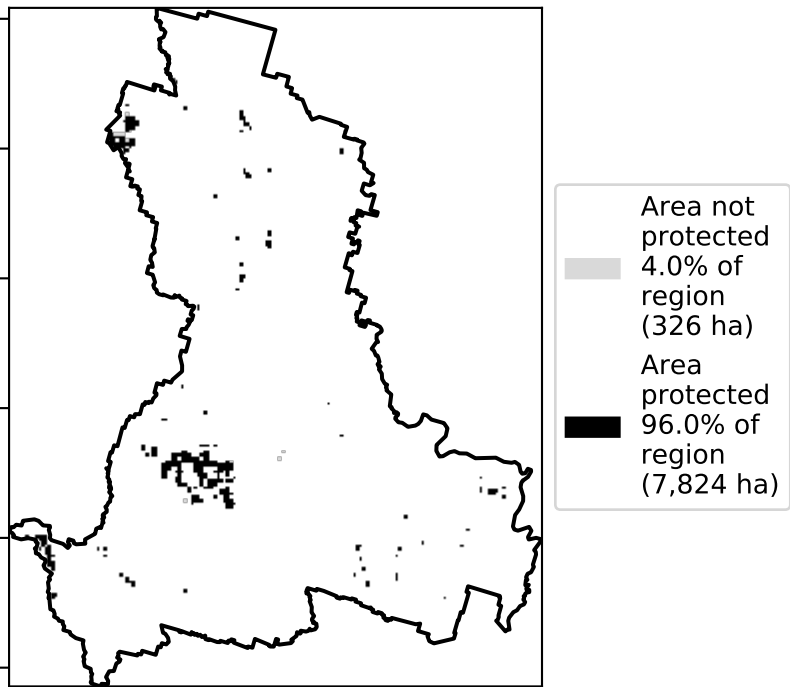 Area not
protected
4.0% of
region
(326 ha)
Area
protected
96.0% of
region
(7,824 ha)